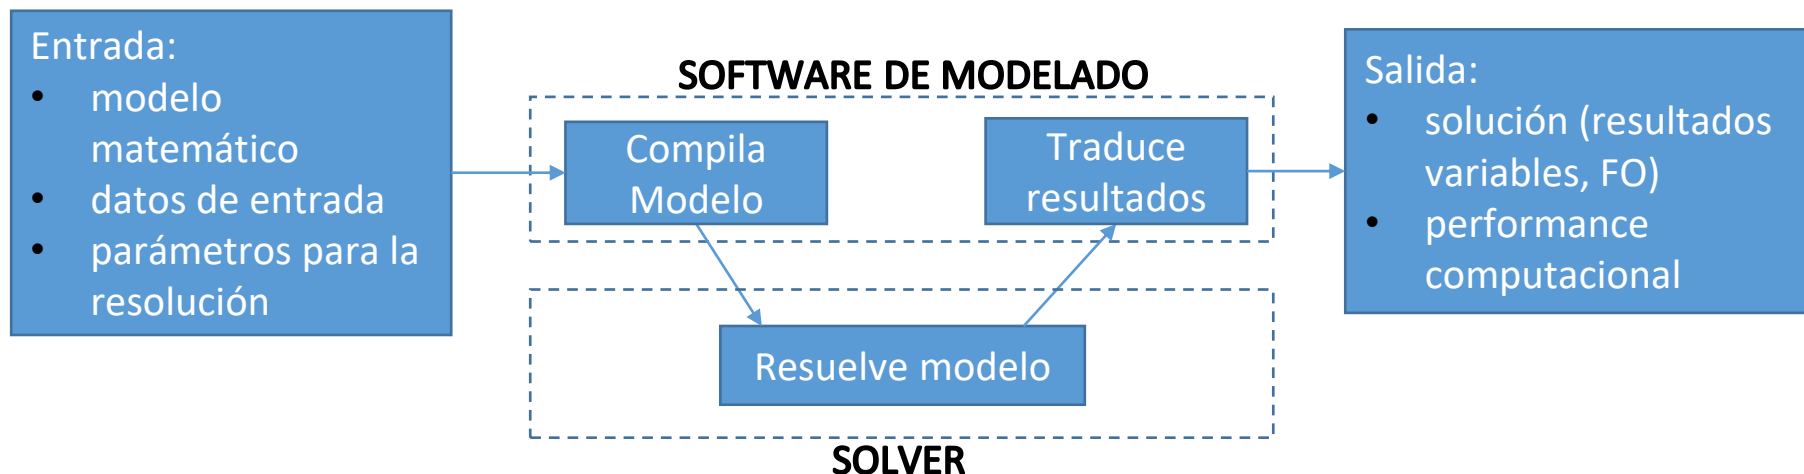 Entrada:
• modelo
matemático
• datos de entrada
• parámetros para la
resolución
SOFTWARE DE MODELADO
Compila
Modelo
Traduce
resultados
Resuelve modelo
SOLVER
Salida:
• solución (resultados
variables, FO)
• performance
computacional